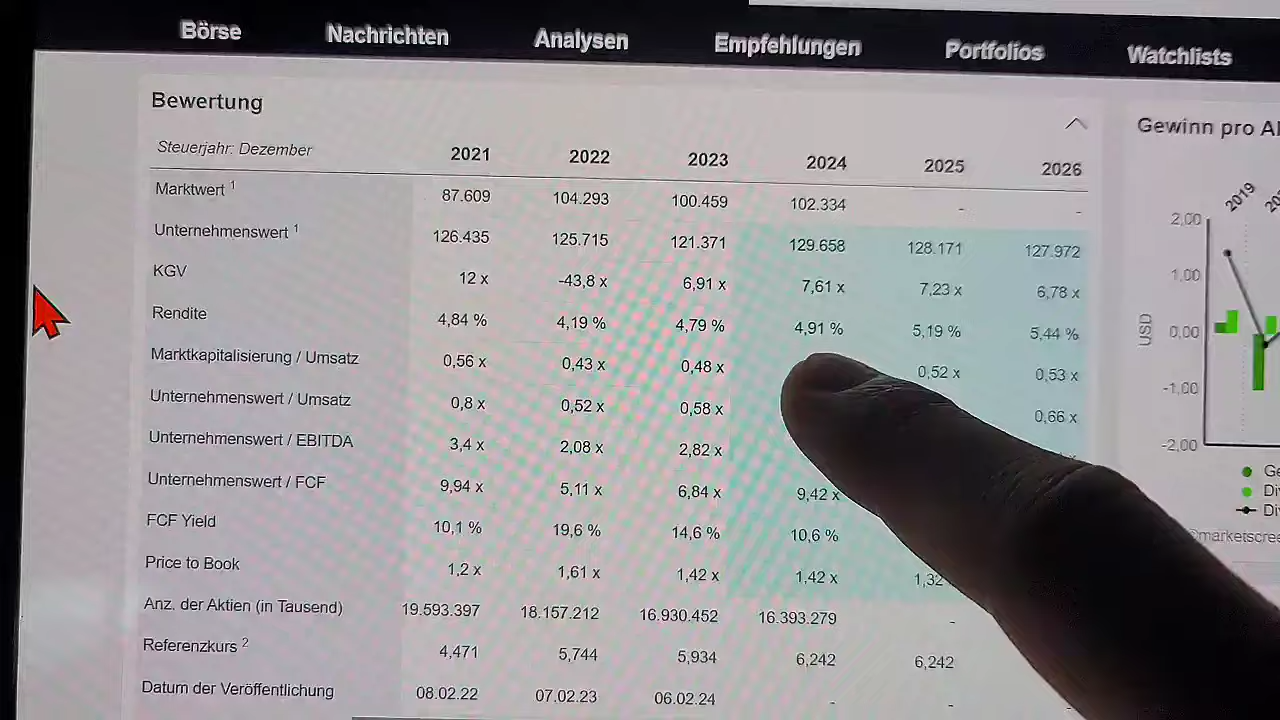 Börse Nachrichten Analysen Empfehlungen Portfolios Watchlists
Bewertung
Steuerjahr: Dezember 2021 2022 2023 2024 2025 2026
Marktwert 1 87.609 104.293 100.459 102.334 - -
Unternehmenswert 1 126.435 125.715 121.371 129.658 128.171 127.972
KGV 12 x -43,8 x 6,91 x 7,61 x 7,23 x 6,78 x
Rendite 4,84 % 4,19 % 4,79 % 4,91 % 5,19 % 5,44 %
Marktkapitalisierung / Umsatz 0,56 x 0,43 x 0,48 x 0,52 x 0,53 x
Unternehmenswert / Umsatz 0,8 x 0,52 x 0,58 x 0,66 x
Unternehmenswert / EBITDA 3,4 x 2,08 x 2,82 x x
Unternehmenswert / FCF 9,94 x 5,11 x 6,84 x 9,42 x
FCF Yield 10,1 % 19,6 % 14,6 % 10,6 %
Price to Book 1,2 x 1,61 x 1,42 x 1,42 x 1,32
Anz. der Aktien (in Tausend) 19.593.397 18.157.212 16.930.452 16.393.279 -
Referenzkurs 2 4,471 5,744 5,934 6,242 6,242
Datum der Veröffentlichung 08.02.22 07.02.23 06.02.24 - - -
Gewinn pro Al
2019 20
2,00
1,00
USD 0,00
-1,00
-2,00
Ge
Di
Di
©marketscree